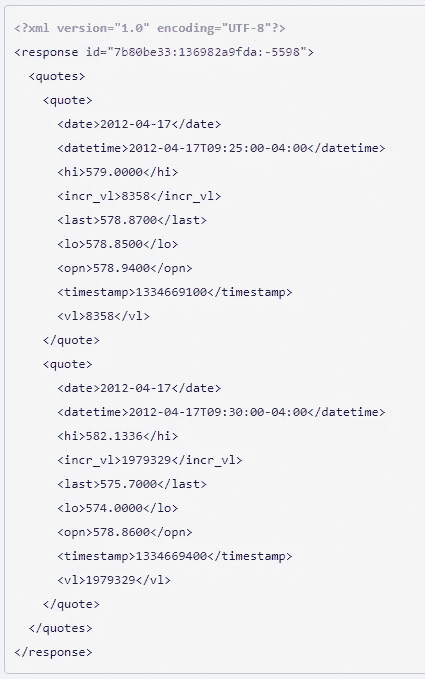 <?xml version="1.0" encoding="UTF-8"?>
<response id="7b80be33:136982a9fda:-5598">
<quotes>
<quote>
<date>2012-04-17</date>
<datetime>2012-04-17T09:25:00-04:00</datetime>
<hi>579.0000</hi>
<incr_vl>8358</incr_vl>
<last>578.8700</last>
<lo>578.8500</lo>
<opn>578.9400</opn>
<timestamp>1334669100</timestamp>
<vl>8358</vl>
</quote>
<quote>
<date>2012-04-17</date>
<datetime>2012-04-17T09:30:00-04:00</datetime>
<hi>582.1336</hi>
<incr_vl>1979329</incr_vl>
<last>575.7000</last>
<lo>574.0000</lo>
<opn>578.8600</opn>
<timestamp>1334669400</timestamp>
<vl>1979329</vl>
</quote>
</quotes>
</response>